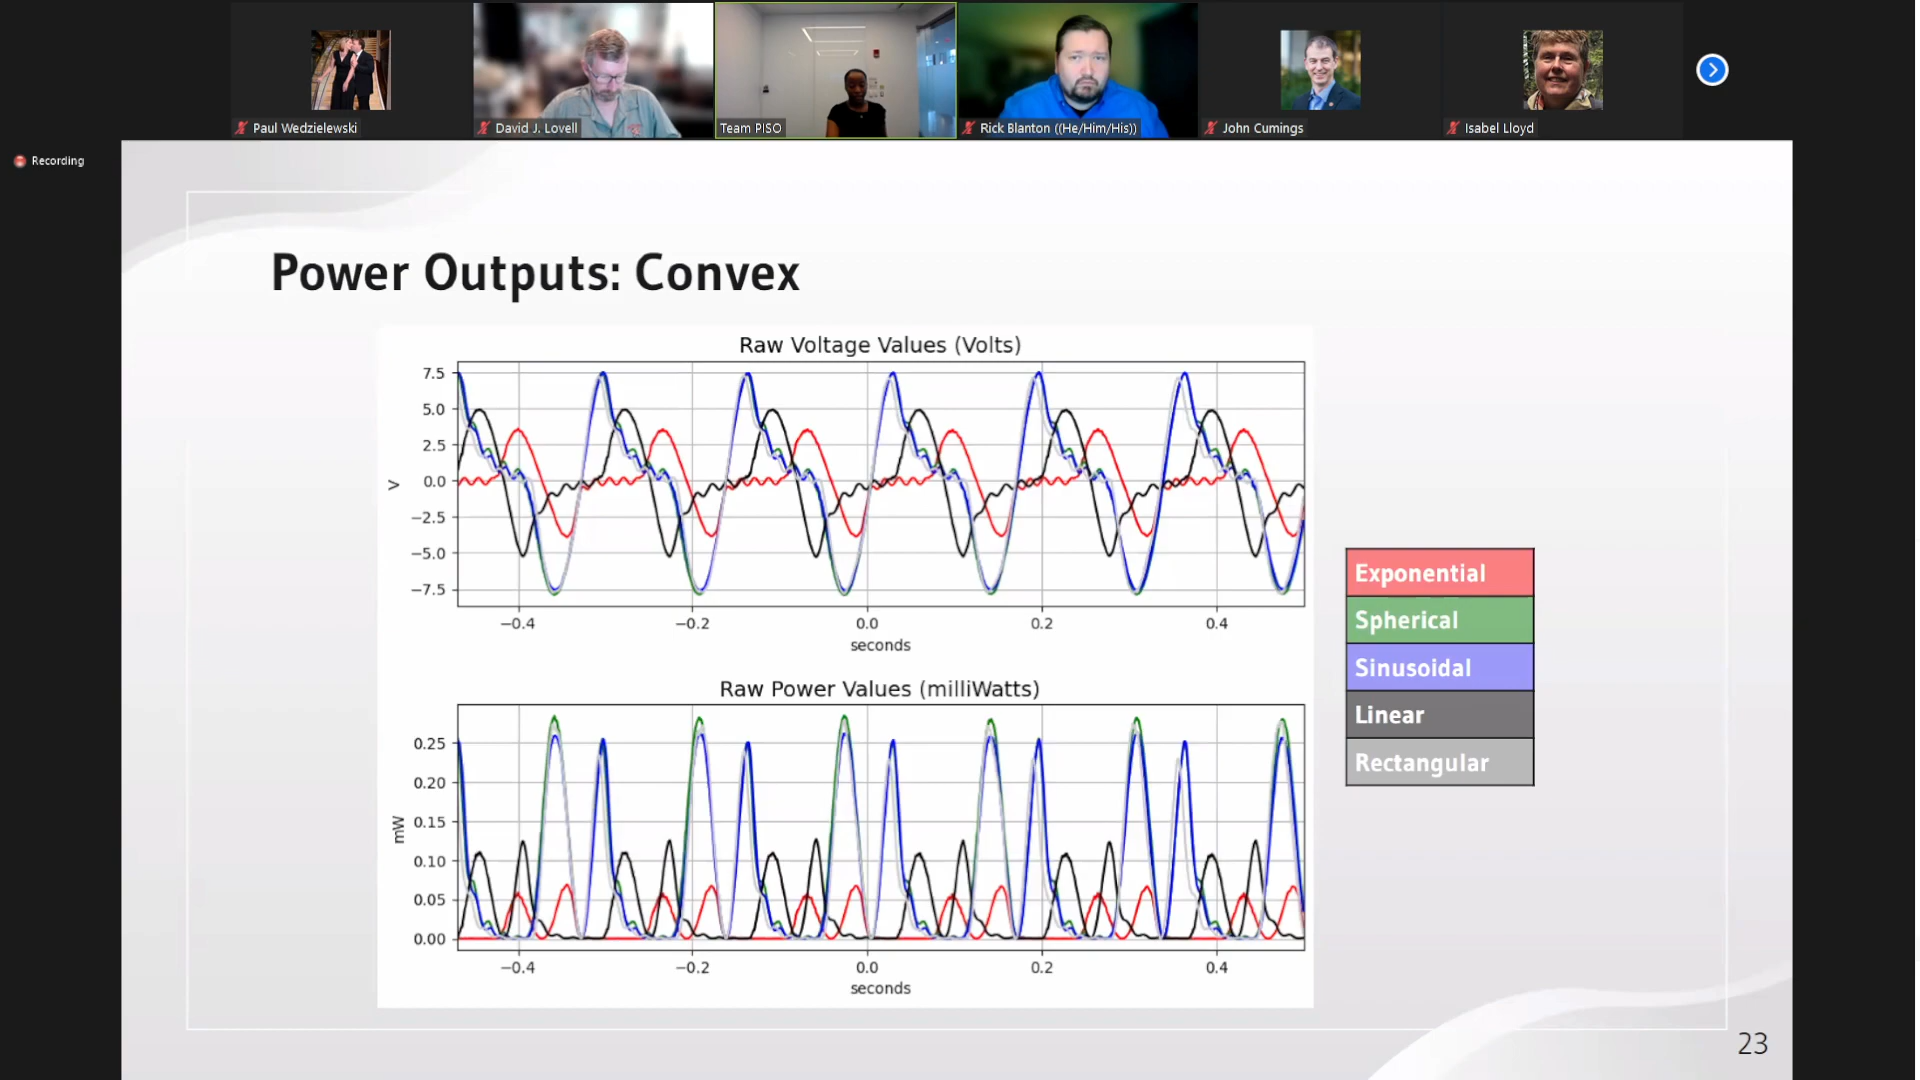 Paul Wedzielewski
David J. Lovell
Team PISO
Rick Blanton ((He/Him/His))
John Cumings
Isabel Lloyd
Recording
Power Outputs: Convex
Raw Voltage Values (Volts)
7.5
5.0
2.5
0.0
−2.5
−5.0
−7.5
V
−0.4 −0.2 0.0 0.2 0.4
seconds
Raw Power Values (milliWatts)
0.25
0.20
0.15
0.10
0.05
0.00
mW
−0.4 −0.2 0.0 0.2 0.4
seconds
Exponential
Spherical
Sinusoidal
Linear
Rectangular
23